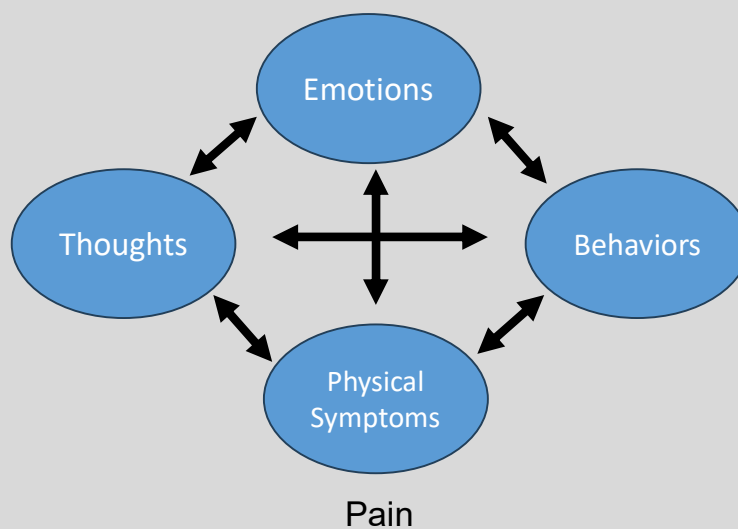 Emotions
Thoughts
Behaviors
Physical
Symptoms
Pain